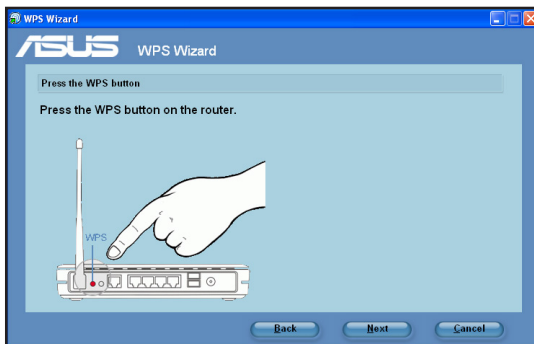 WPS Wizard
ASUS WPS Wizard
Press the WPS button
Press the WPS button on the router.
WPS
Back Next Cancel